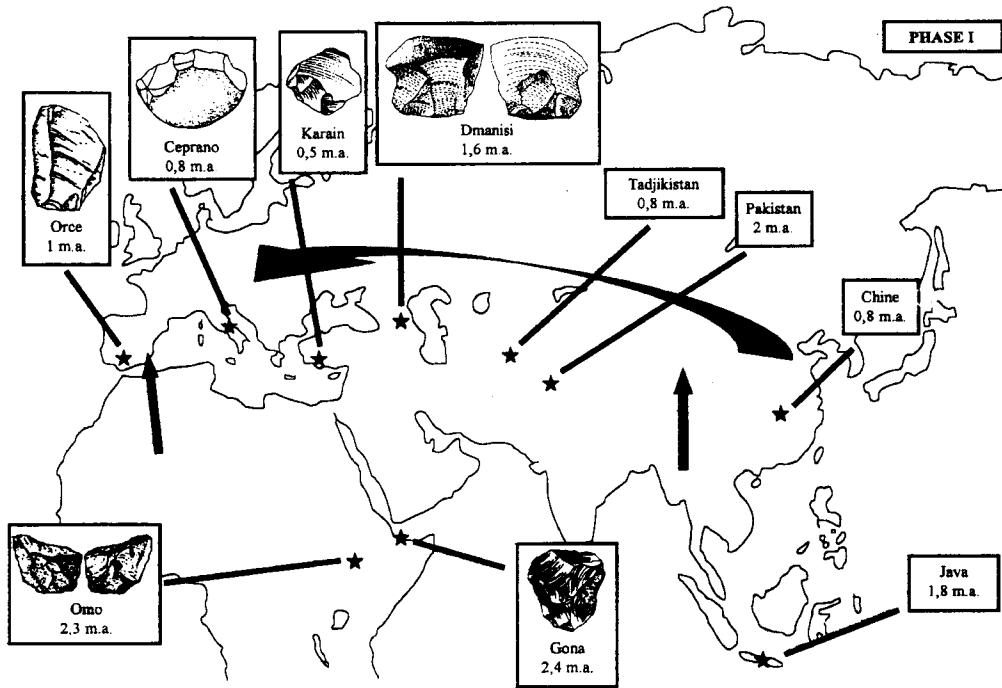 PHASE I
Ceprano
0,8 m.a.
Karain
0,5 m.a.
Dmanisi
1,6 m.a.
Orce
1 m.a.
Tadjikistan
0,8 m.a.
Pakistan
2 m.a.
Chine
0,8 m.a.
Omo
2,3 m.a.
Gona
2,4 m.a.
Java
1,8 m.a.